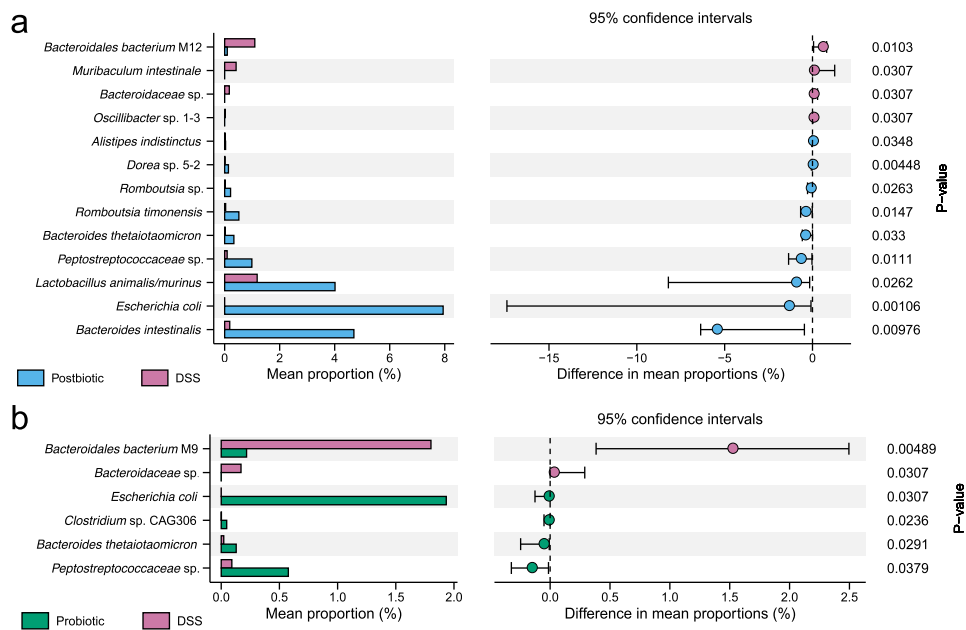 a
95% confidence intervals
Bacteroidales bacterium M12 0.0103
Muribaculum intestinale 0.0307
Bacteroidaceae sp. 0.0307
Oscillibacter sp. 1-3 0.0307
Alistipes indistinctus 0.0348
Dorea sp. 5-2 0.00448
Romboutsia sp. 0.0263
Romboutsia timonensis 0.0147
Bacteroides thetaiotaomicron 0.033
Peptostreptococcaceae sp. 0.0111
Lactobacillus animalis/murinus 0.0262
Escherichia coli 0.00106
Bacteroides intestinalis 0.00976
P-value
0 2 4 6 8 −15 −10 −5 0
Mean proportion (%) Difference in mean proportions (%)
Postbiotic DSS
b
95% confidence intervals
Bacteroidales bacterium M9 0.00489
Bacteroidaceae sp. 0.0307
Escherichia coli 0.0307
Clostridium sp. CAG306 0.0236
Bacteroides thetaiotaomicron 0.0291
Peptostreptococcaceae sp. 0.0379
P-value
0.0 0.5 1.0 1.5 2.0 0.0 0.5 1.0 1.5 2.0 2.5
Mean proportion (%) Difference in mean proportions (%)
Probiotic DSS